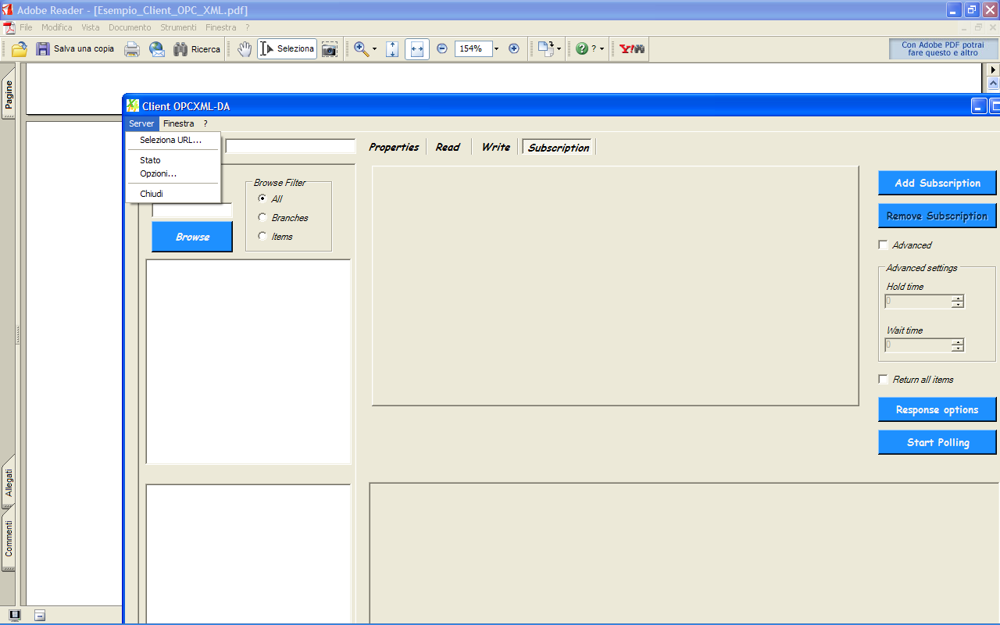 Adobe Reader - [Esempio_Client_OPC_XML.pdf]
File Modifica Vista Documento Strumenti Finestra ?
Salva una copia Ricerca Selezione 154% ? Y! Con Adobe PDF potrai
fare questo e altro
Pagine
Client OPCXML-DA
Server Finestra ?
Seleziona URL...
Stato
Opzioni...
Chiudi
Properties Read Write Subscription
Browse Filter
All
Branches
Items
Browse
Add Subscription
Remove Subscription
Advanced
Advanced settings
Hold time
0
Wait time
0
Return all items
Response options
Start Polling
Allegati
Commenti